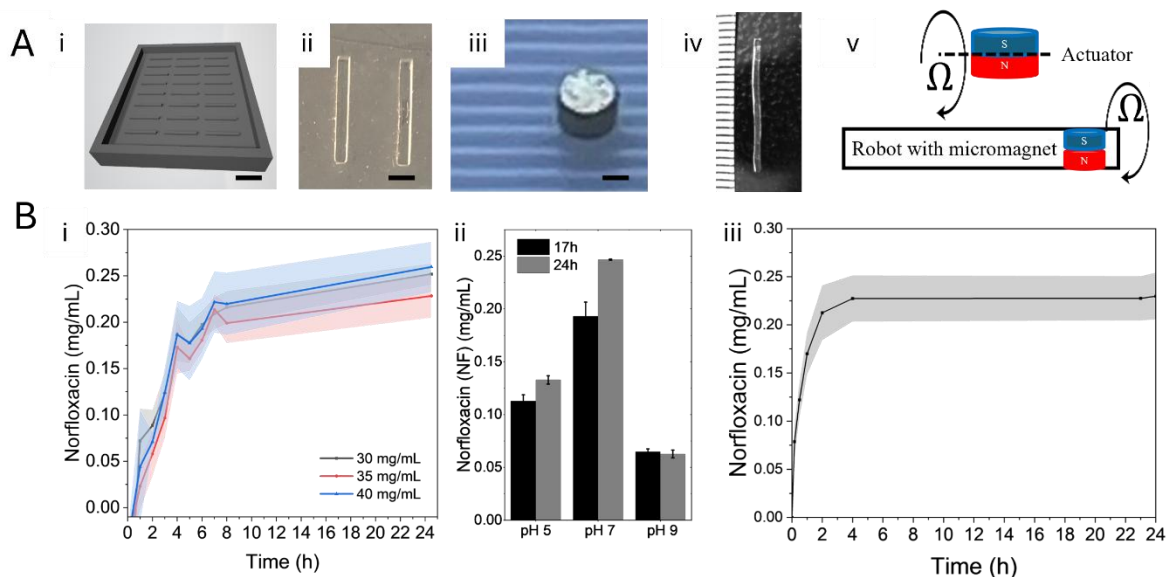 A
i
ii
iii
iv
v
S
N
Ω
Actuator
Ω
Robot with micromagnet
S
N
B
i
0.30
0.25
0.20
0.15
0.10
0.05
0.00
Norfloxacin (mg/mL)
30 mg/mL
35 mg/mL
40 mg/mL
0 2 4 6 8 10 12 14 16 18 20 22 24
Time (h)
ii
17h
24h
0.25
0.20
0.15
0.10
0.05
0.00
Norfloxacin (NF) (mg/mL)
pH 5 pH 7 pH 9
iii
0.30
0.25
0.20
0.15
0.10
0.05
0.00
Norfloxacin (mg/mL)
0 2 4 6 8 10 12 14 16 18 20 22 24
Time (h)